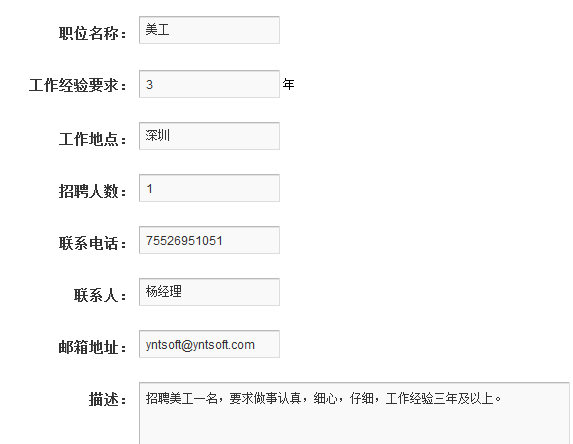 职位名称： 美工
工作经验要求： 3 年
工作地点： 深圳
招聘人数： 1
联系电话： 75526951051
联系人： 杨经理
邮箱地址： yntsoft@yntsoft.com
描述： 招聘美工一名，要求做事认真，细心，仔细，工作经验三年及以上。